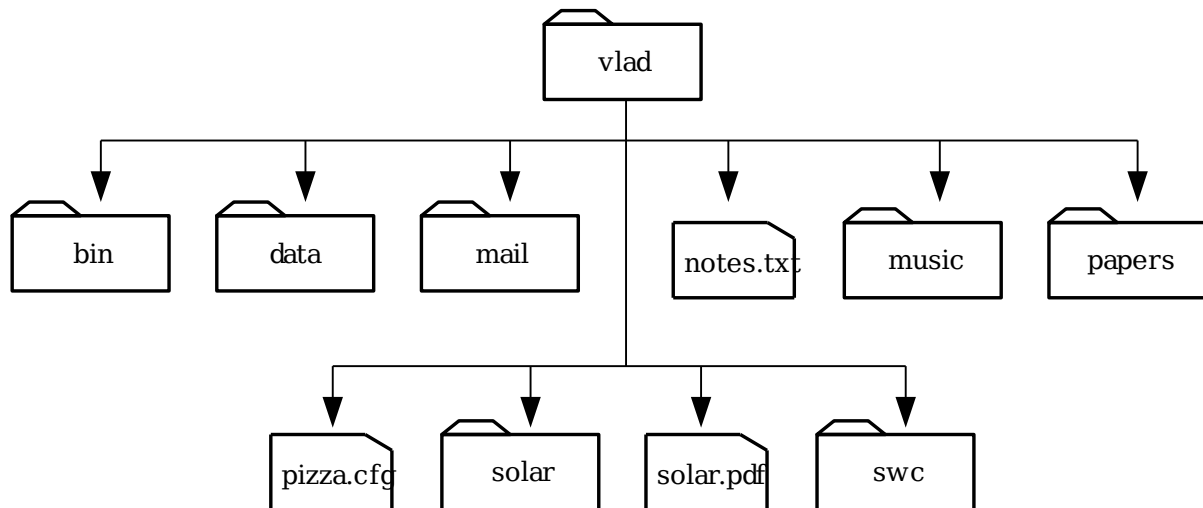 vlad
bin data mail notes.txt music papers
pizza.cfg solar solar.pdf swc